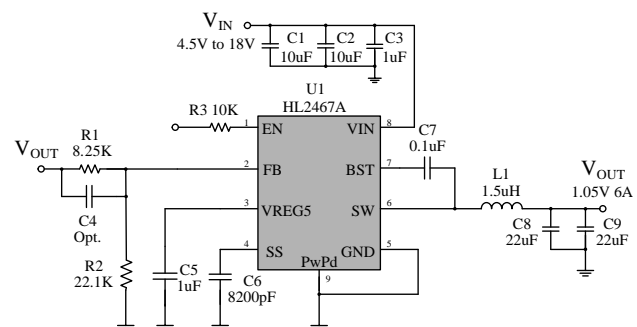 VIN
4.5V to 18V
C1
10uF
C2
10uF
C3
1uF
U1
HL2467A
R3 10K
1
EN
VIN
8
C7
0.1uF
VOUT
R1
8.25K
2
FB
BST
7
L1
1.5uH
VOUT
1.05V 6A
C4
Opt.
3
VREG5
SW
6
C8
22uF
C9
22uF
R2
22.1K
C5
1uF
4
SS
C6
8200pF
GND
5
PwPd
9